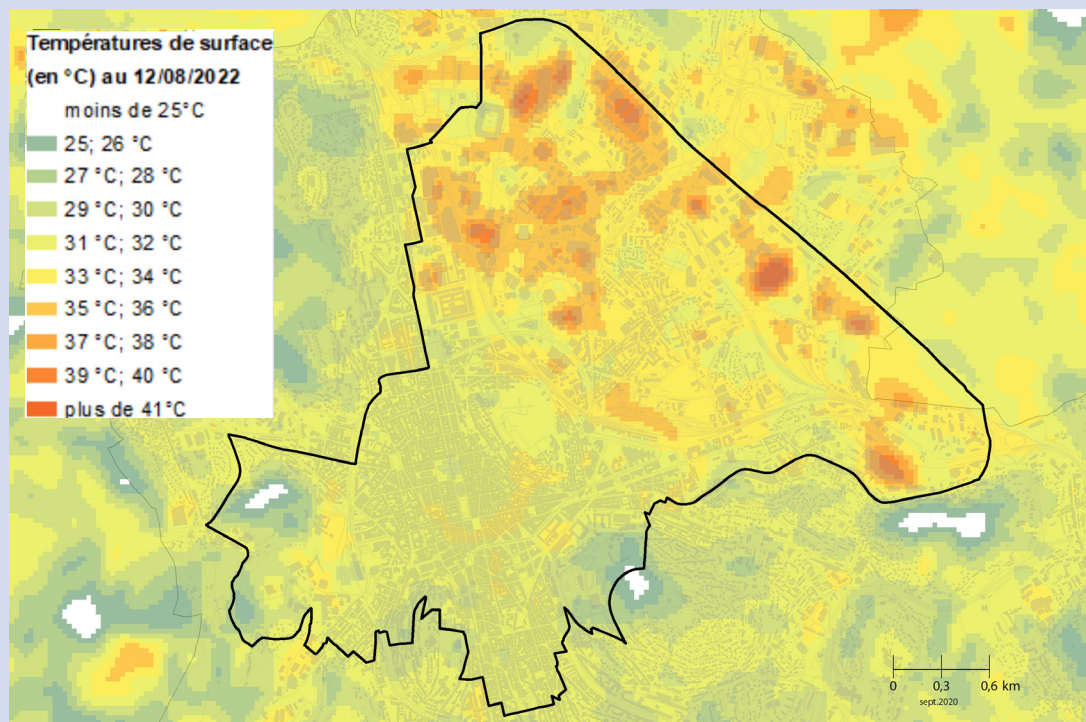 Températures de surface
(en °C) au 12/08/2022
moins de 25°C
25; 26 °C
27 °C; 28 °C
29 °C; 30 °C
31 °C; 32 °C
33 °C; 34 °C
35 °C; 36 °C
37 °C; 38 °C
39 °C; 40 °C
plus de 41°C
0 0,3 0,6 km
sept.2020